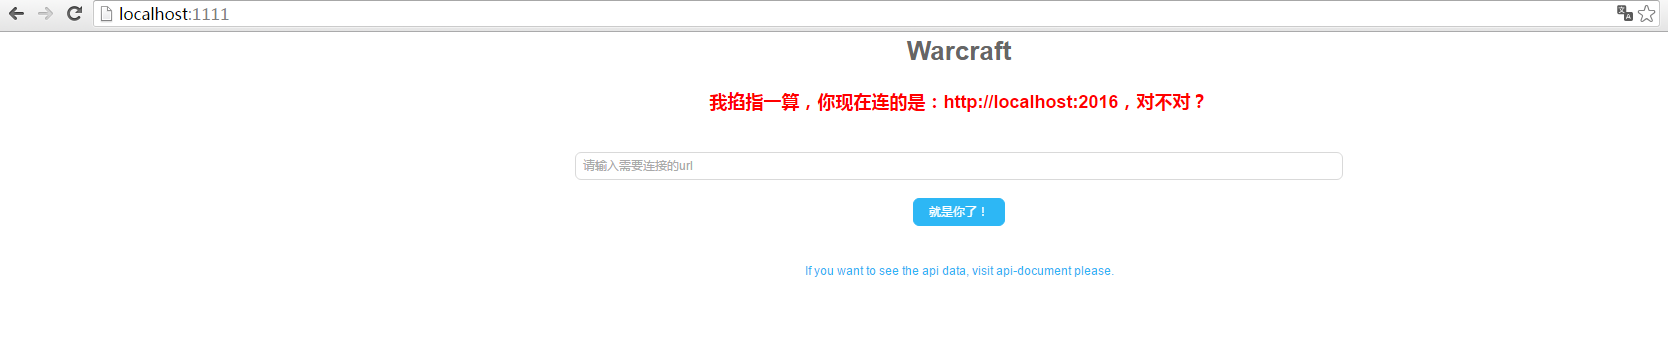 localhost:1111
Warcraft
我掐指一算，你现在连的是：http://localhost:2016，对不对？
请输入需要连接的url
就是你了！
If you want to see the api data, visit api-document please.